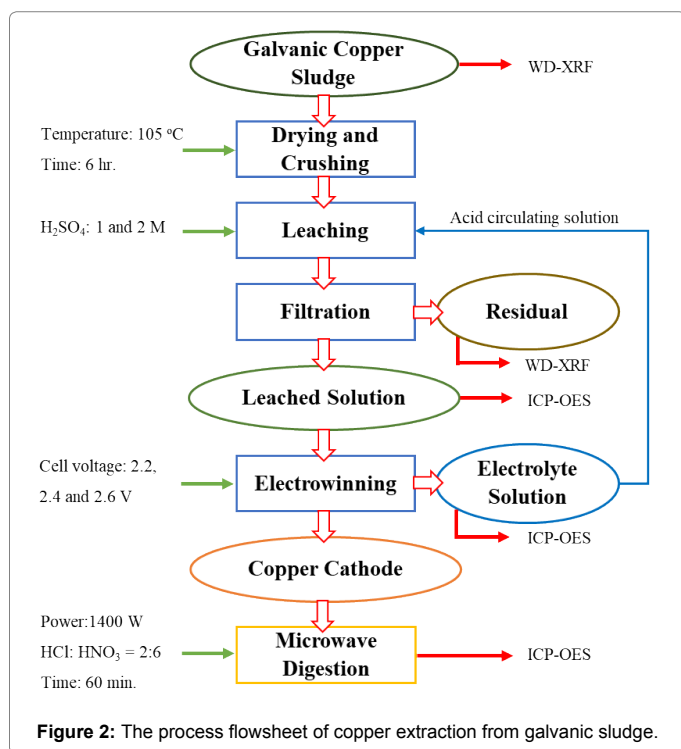 Galvanic Copper
Sludge
WD-XRF
Temperature: 105 °C
Time: 6 hr.
Drying and
Crushing
H₂SO₄: 1 and 2 M
Leaching
Acid circulating solution
Filtration
Residual
WD-XRF
Leached Solution
ICP-OES
Cell voltage: 2.2,
2.4 and 2.6 V
Electrowinning
Electrolyte
Solution
ICP-OES
Copper Cathode
Power:1400 W
HCl: HNO₃ = 2:6
Time: 60 min.
Microwave
Digestion
ICP-OES
Figure 2: The process flowsheet of copper extraction from galvanic sludge.